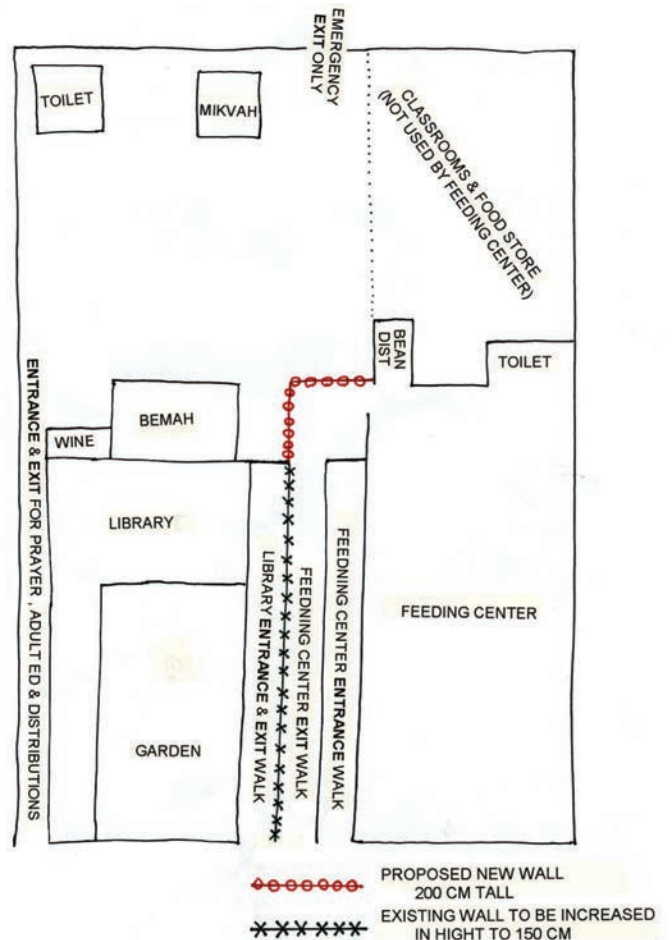 EMERGENCY
EXIT ONLY
TOILET
MIKVAH
CLASSROOMS & FOOD STORE
(NOT USED BY FEEDING CENTER)
BEAN
DIST
TOILET
BEMAH
WINE
ENTRANCE & EXIT FOR PRAYER , ADULT ED & DISTRIBUTIONS
LIBRARY
LIBRARY ENTRANCE & EXIT WALK
FEEDNING CENTER EXIT WALK
FEEDNING CENTER ENTRANCE WALK
FEEDING CENTER
GARDEN
PROPOSED NEW WALL
200 CM TALL
EXISTING WALL TO BE INCREASED
IN HIGHT TO 150 CM